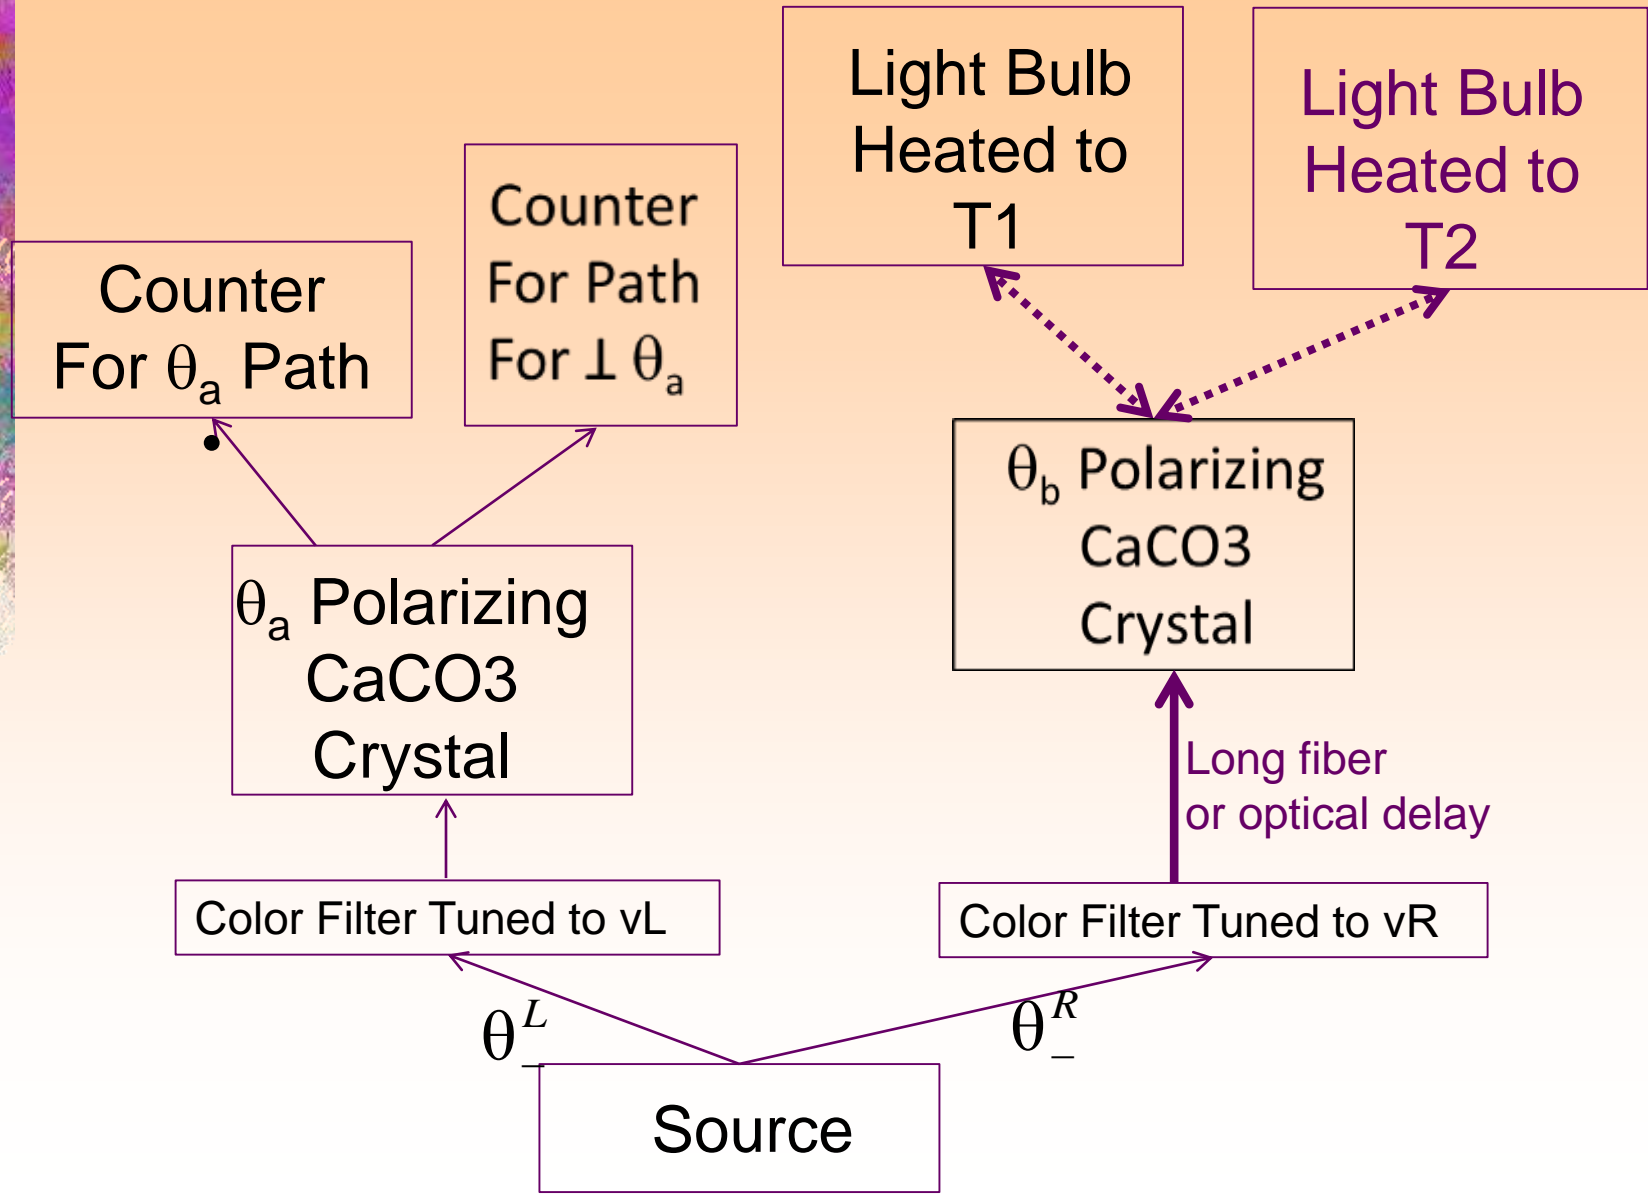 Light Bulb
Heated to
T1
Light Bulb
Heated to
T2
Counter
For Path
For ⊥ θa
Counter
For θa Path
•
θb Polarizing
CaCO3
Crystal
θa Polarizing
CaCO3
Crystal
Long fiber
or optical delay
Color Filter Tuned to vL
Color Filter Tuned to vR
θ_^L
θ_^R
Source